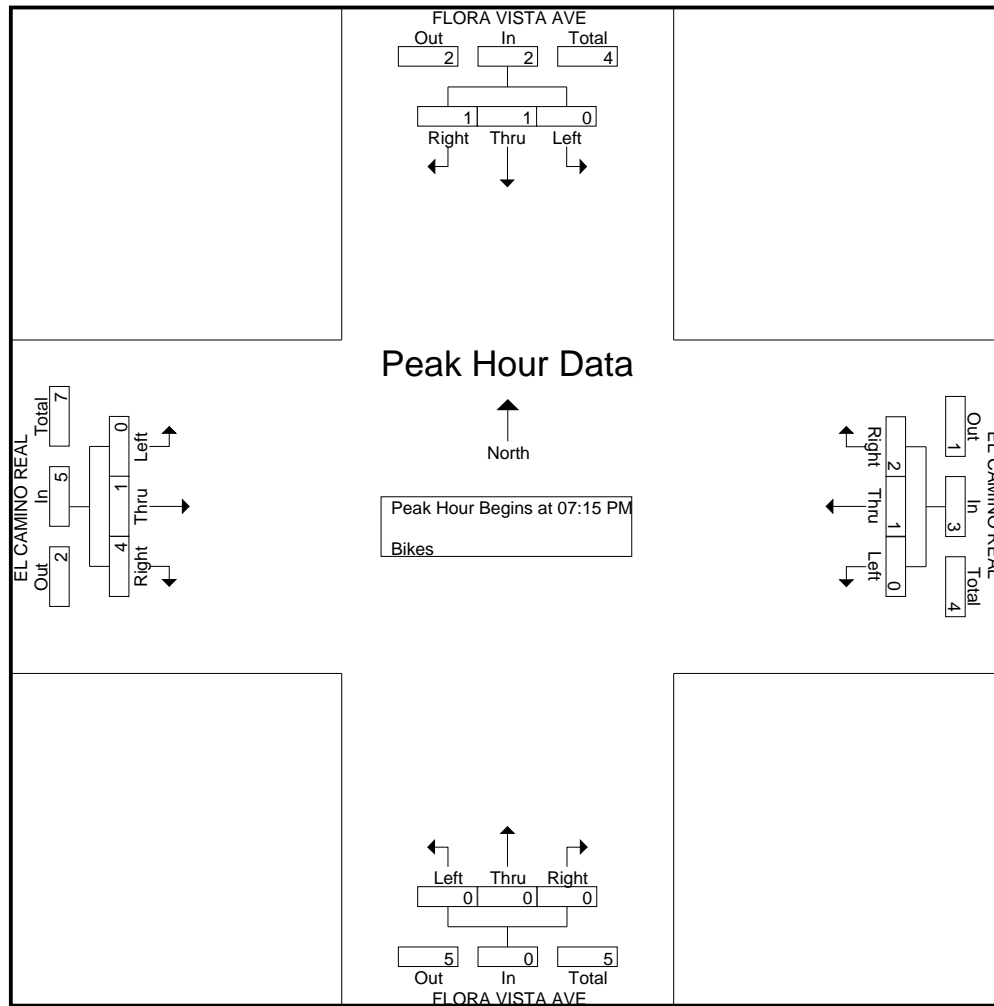 FLORA VISTA AVE
Out In Total
2 2 4
1 1 0
Right Thru Left
Peak Hour Data
North
Peak Hour Begins at 07:15 PM
Bikes
EL CAMINO REAL
Total In Out
7 5 2
0 1 4
Left Thru Right
Right Thru Left
2 1 0
Out In Total
1 3 4
EL CAMINO REAL
Left Thru Right
0 0 0
5 0 5
Out In Total
FLORA VISTA AVE